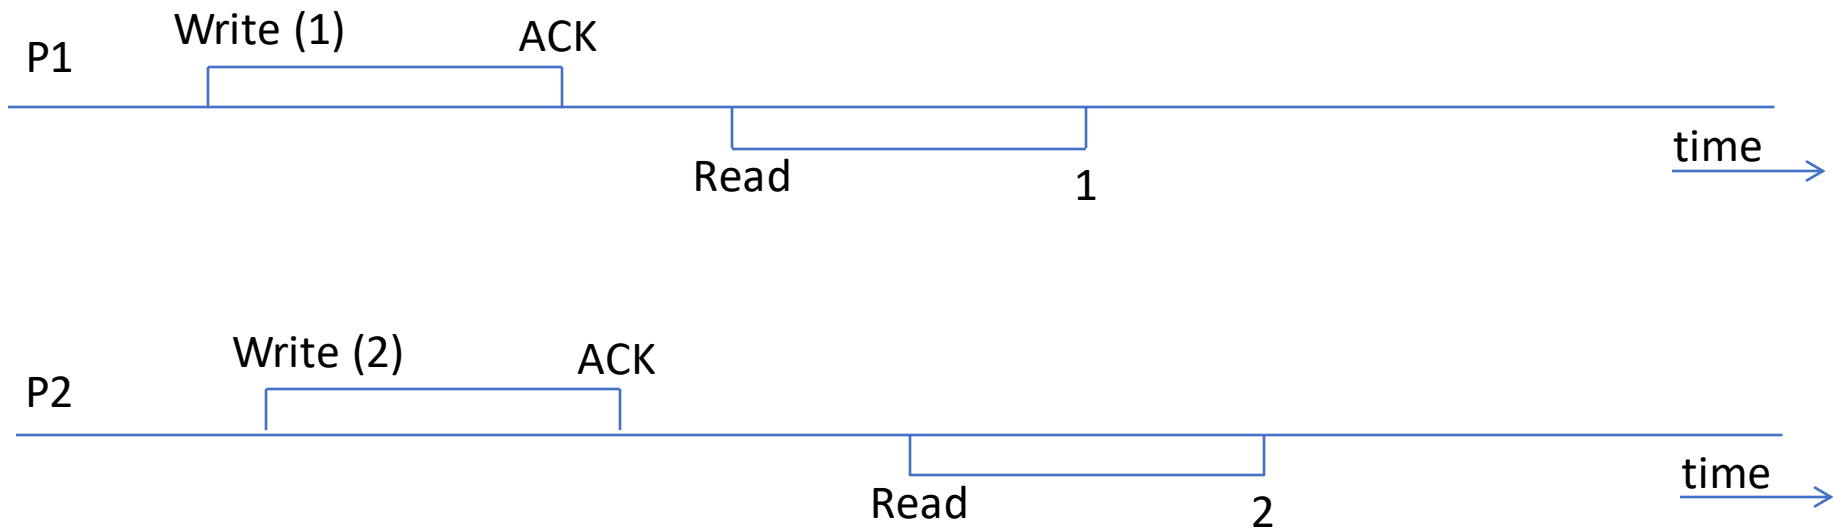 Write (1)
ACK
P1
time
Read
1
Write (2)
ACK
P2
time
Read
2